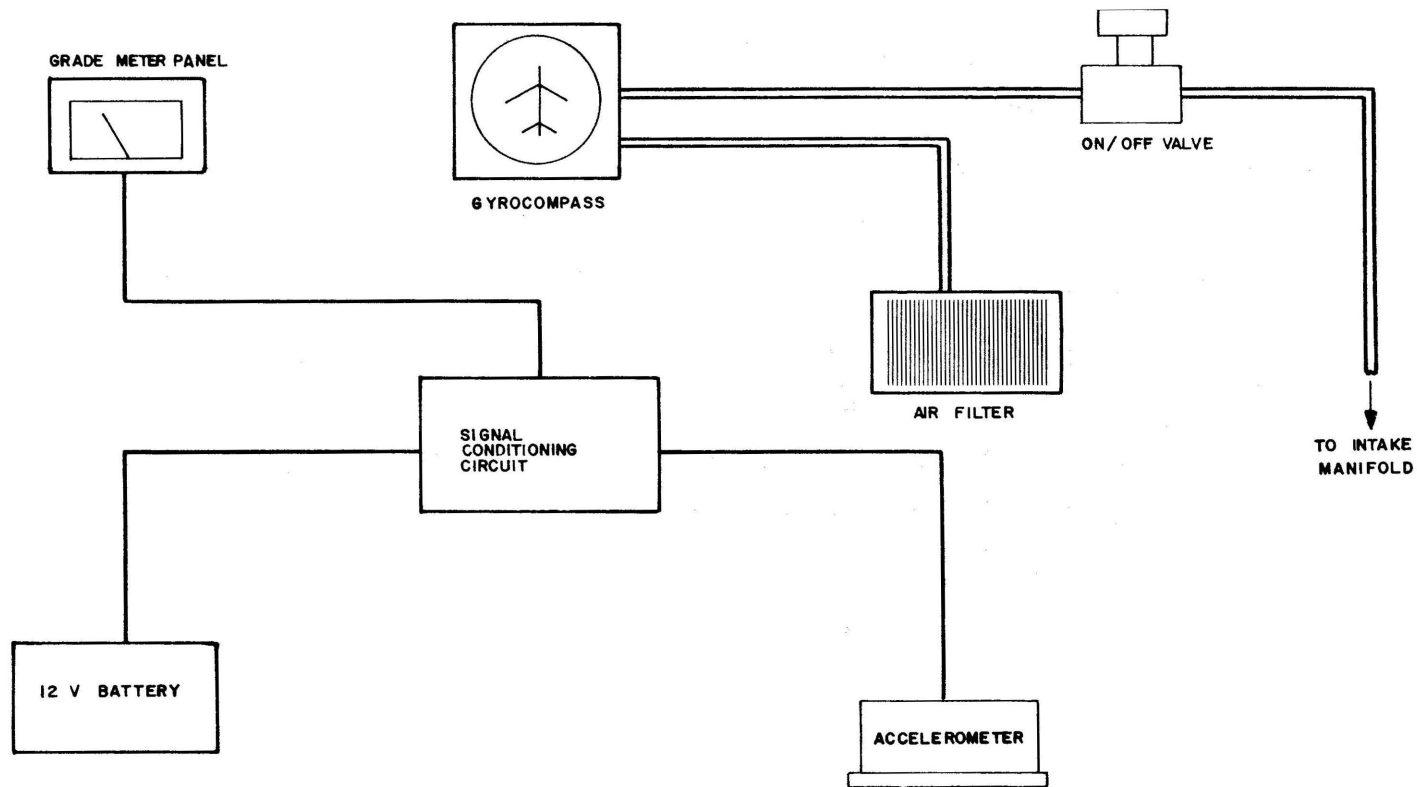 GRADE METER PANEL
GYROCOMPASS
ON/OFF VALVE
AIR FILTER
TO INTAKE
MANIFOLD
SIGNAL
CONDITIONING
CIRCUIT
12 V BATTERY
ACCELEROMETER